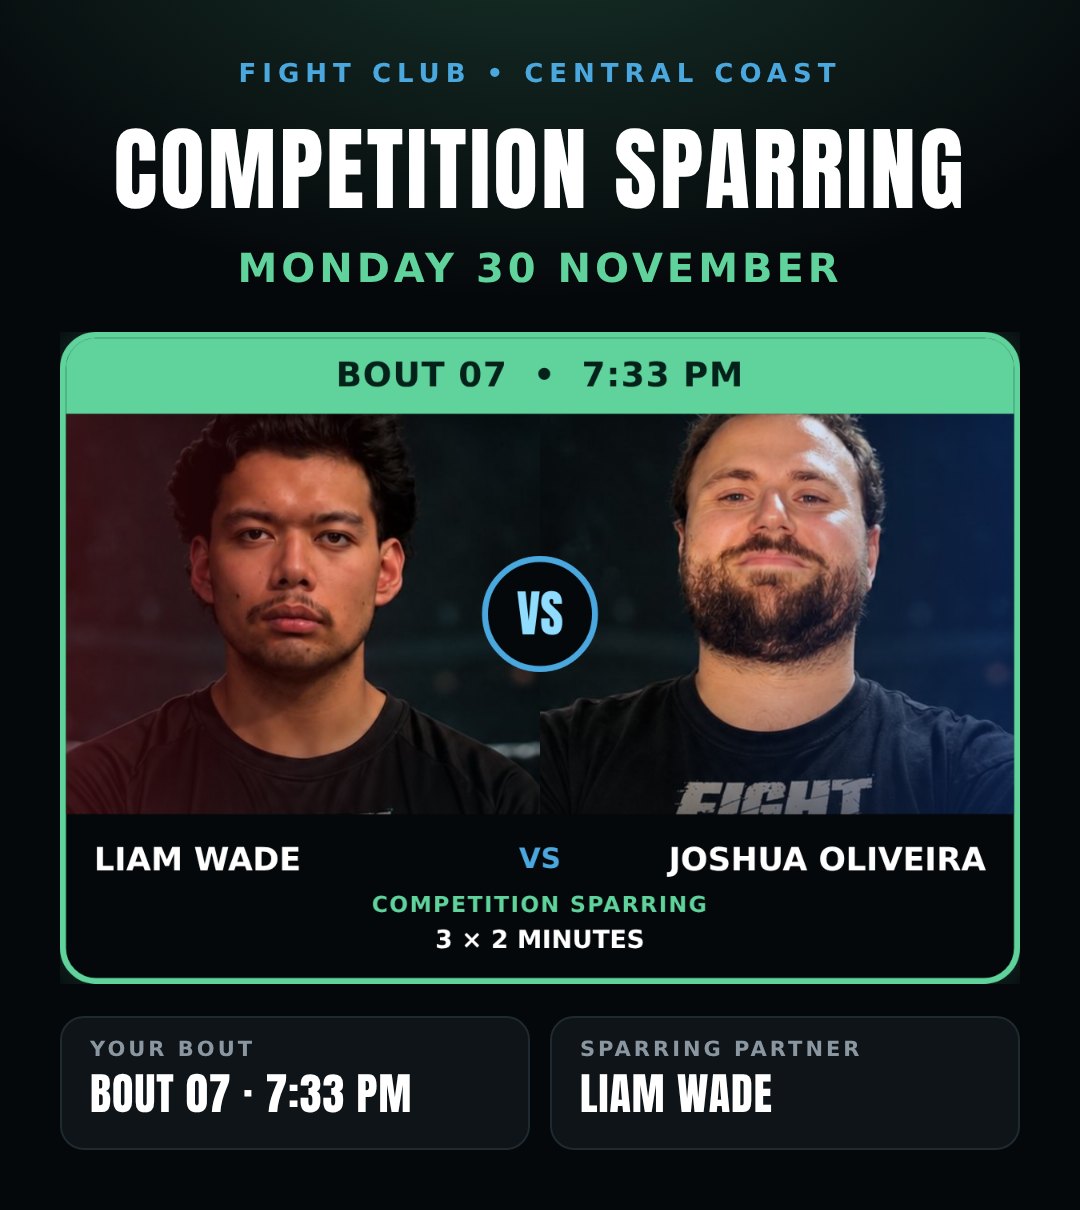 FIGHT CLUB • CENTRAL COAST
COMPETITION SPARRING
MONDAY 30 NOVEMBER
BOUT 07 • 7:33 PM
VS
FIGHT
LIAM WADE VS JOSHUA OLIVEIRA
COMPETITION SPARRING
3 × 2 MINUTES
YOUR BOUT
BOUT 07 · 7:33 PM
SPARRING PARTNER
LIAM WADE